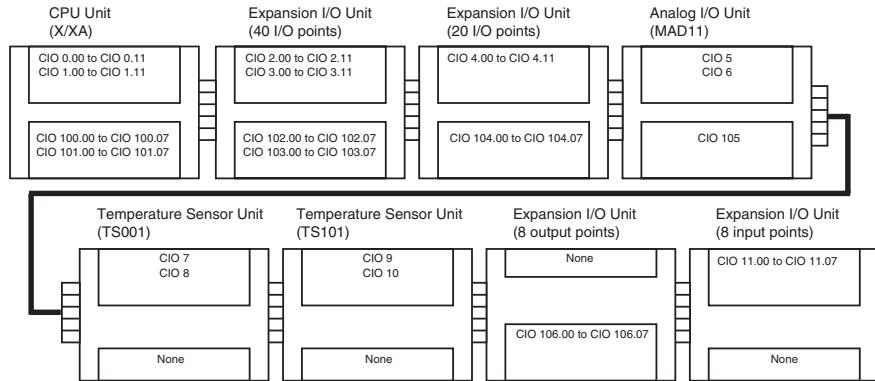 CPU Unit
(X/XA)
Expansion I/O Unit
(40 I/O points)
Expansion I/O Unit
(20 I/O points)
Analog I/O Unit
(MAD11)
CIO 0.00 to CIO 0.11
CIO 1.00 to CIO 1.11
CIO 2.00 to CIO 2.11
CIO 3.00 to CIO 3.11
CIO 4.00 to CIO 4.11
CIO 5
CIO 6
CIO 100.00 to CIO 100.07
CIO 101.00 to CIO 101.07
CIO 102.00 to CIO 102.07
CIO 103.00 to CIO 103.07
CIO 104.00 to CIO 104.07
CIO 105
Temperature Sensor Unit
(TS001)
Temperature Sensor Unit
(TS101)
Expansion I/O Unit
(8 output points)
Expansion I/O Unit
(8 input points)
CIO 7
CIO 8
CIO 9
CIO 10
None
CIO 11.00 to CIO 11.07
None
None
CIO 106.00 to CIO 106.07
None